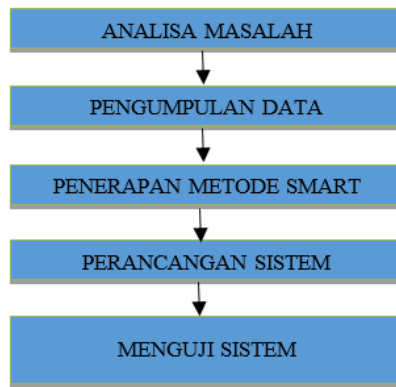 ANALISA MASALAH
PENGUMPULAN DATA
PENERAPAN METODE SMART
PERANCANGAN SISTEM
MENGUJI SISTEM